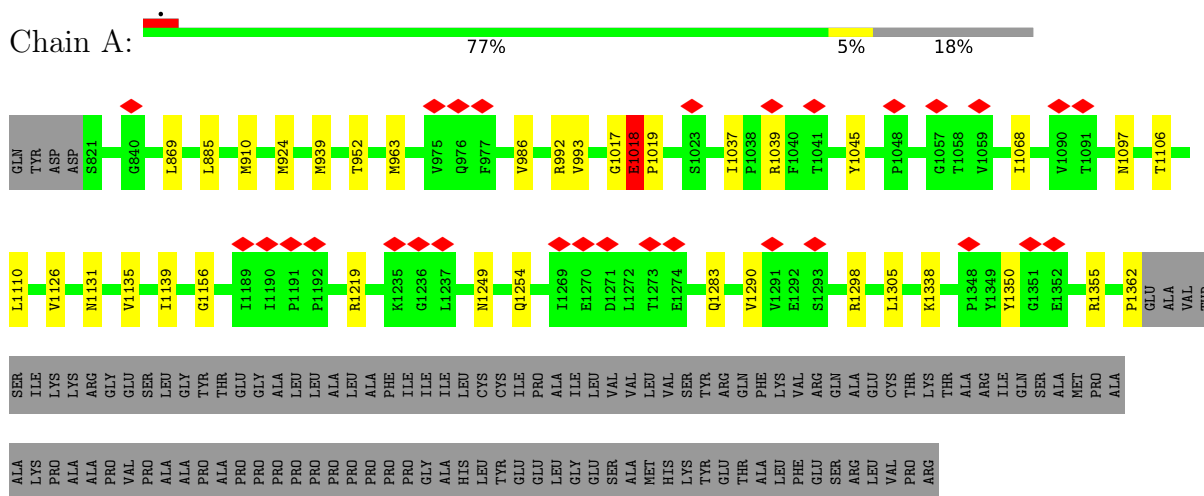 Chain A:
77% 5% 18%
GLN TYR ASP ASP S821 G840 L869 L885 M910 M924 M939 T952 M963 V975 Q976 F977 V986 R992 V993 G1017 E1018 P1019 S1023 I1037 P1038 R1039 F1040 T1041 Y1045 P1048 G1057 T1058 V1059 I1068 V1090 T1091 N1097 T1106
L1110 V1126 N1131 V1135 I1139 G1156 I1189 I1190 P1191 P1192 R1219 K1235 G1236 L1237 N1249 Q1254 I1269 E1270 D1271 L1272 T1273 E1274 Q1283 V1290 V1291 E1292 S1293 R1298 L1305 K1338 P1348 Y1349 Y1350 G1351 E1352 R1355 P1362 GLU ALA VAL
SER ILE LYS LYS ARG GLY GLU SER LEU GLY TYR THR GLU GLY ALA LEU LEU ALA LEU ALA PHE ILE ILE ILE LEU CYS CYS ILE PRO ALA ILE LEU VAL VAL LEU VAL SER TYR ARG GLN PHE LYS VAL ARG GLN ALA GLU CYS THR LYS THR ALA ARG ILE GLN SER ALA MET PRO ALA
ALA LYS PRO ALA ALA PRO VAL PRO ALA ALA PRO ALA PRO PRO PRO PRO PRO PRO PRO PRO GLY ALA HIS LEU TYR GLU GLU LEU GLY GLU SER ALA MET HIS LYS TYR GLU THR ALA LEU PHE GLU SER ARG LEU VAL PRO ARG